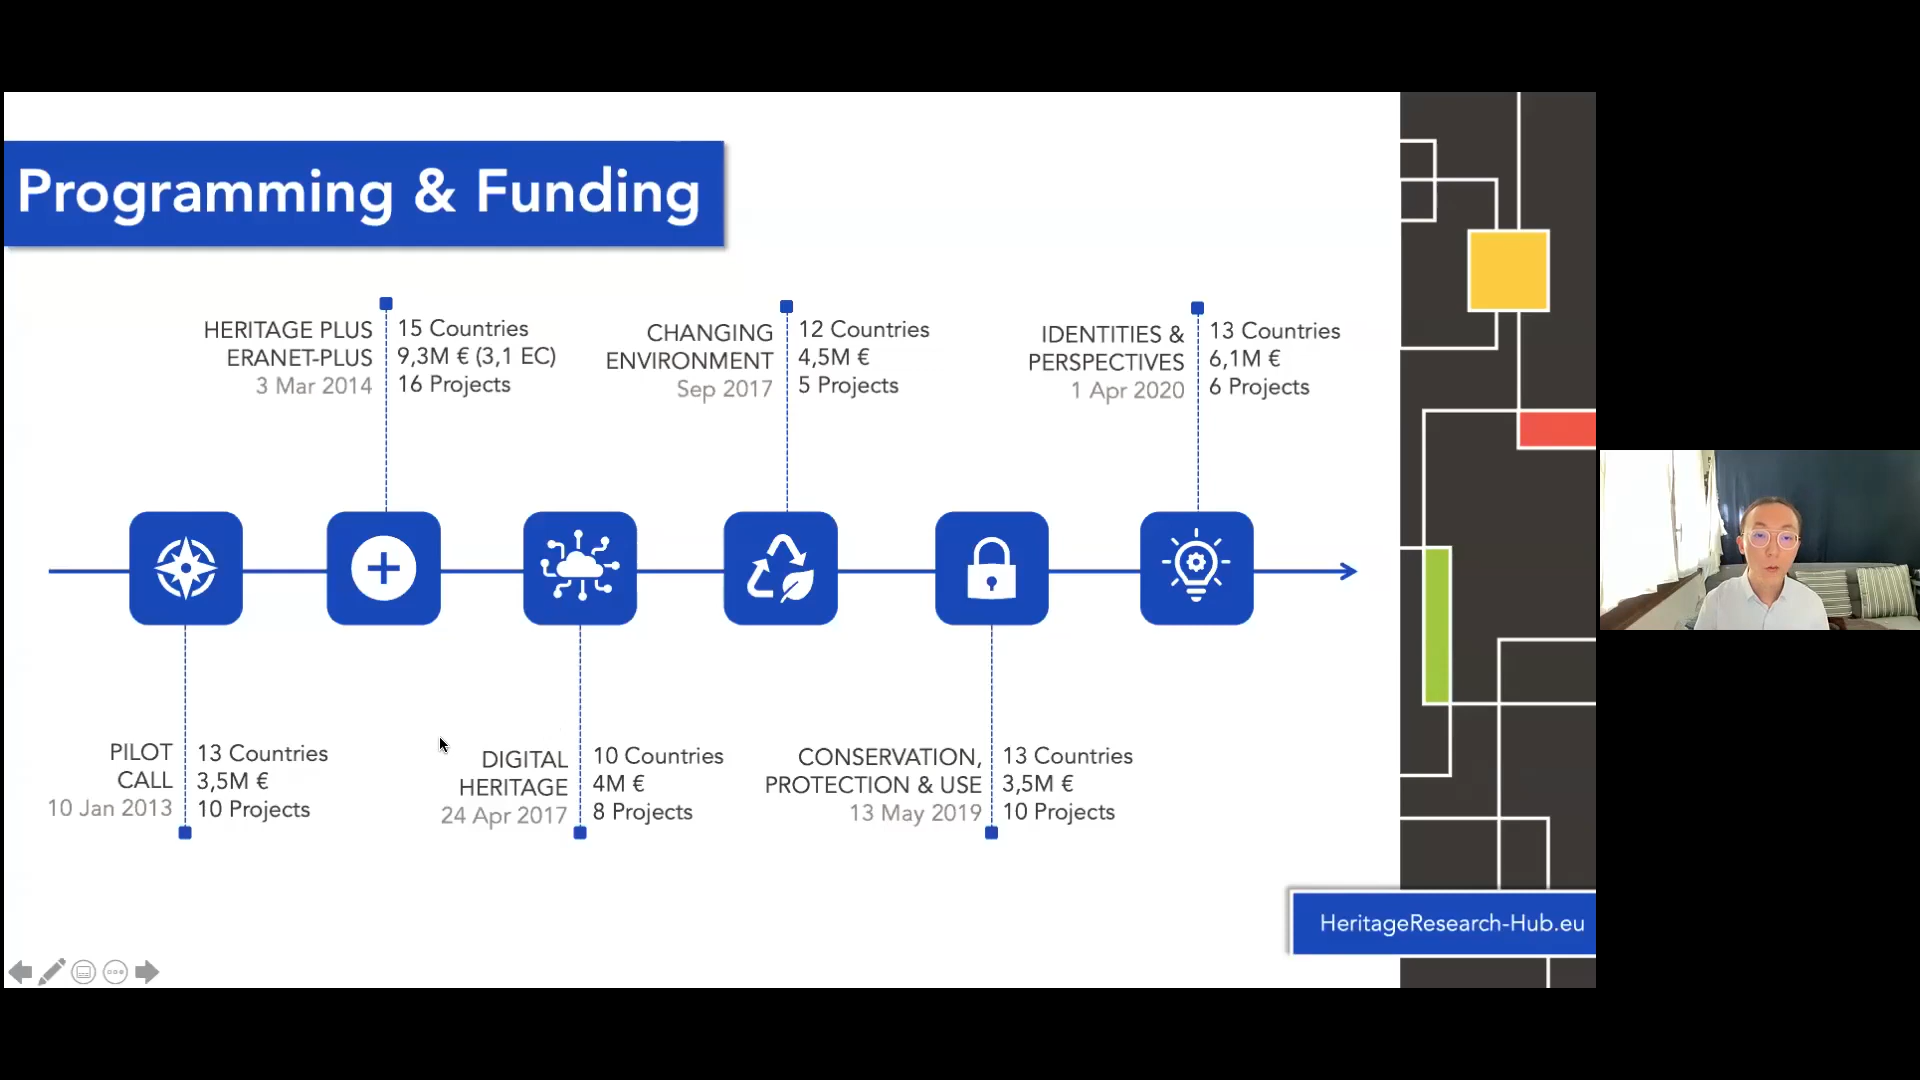 Programming & Funding
HERITAGE PLUS
ERANET-PLUS
3 Mar 2014
15 Countries
9,3M € (3,1 EC)
16 Projects
CHANGING
ENVIRONMENT
Sep 2017
12 Countries
4,5M €
5 Projects
IDENTITIES &
PERSPECTIVES
1 Apr 2020
13 Countries
6,1M €
6 Projects
PILOT
CALL
10 Jan 2013
13 Countries
3,5M €
10 Projects
DIGITAL
HERITAGE
24 Apr 2017
10 Countries
4M €
8 Projects
CONSERVATION,
PROTECTION & USE
13 May 2019
13 Countries
3,5M €
10 Projects
HeritageResearch-Hub.eu